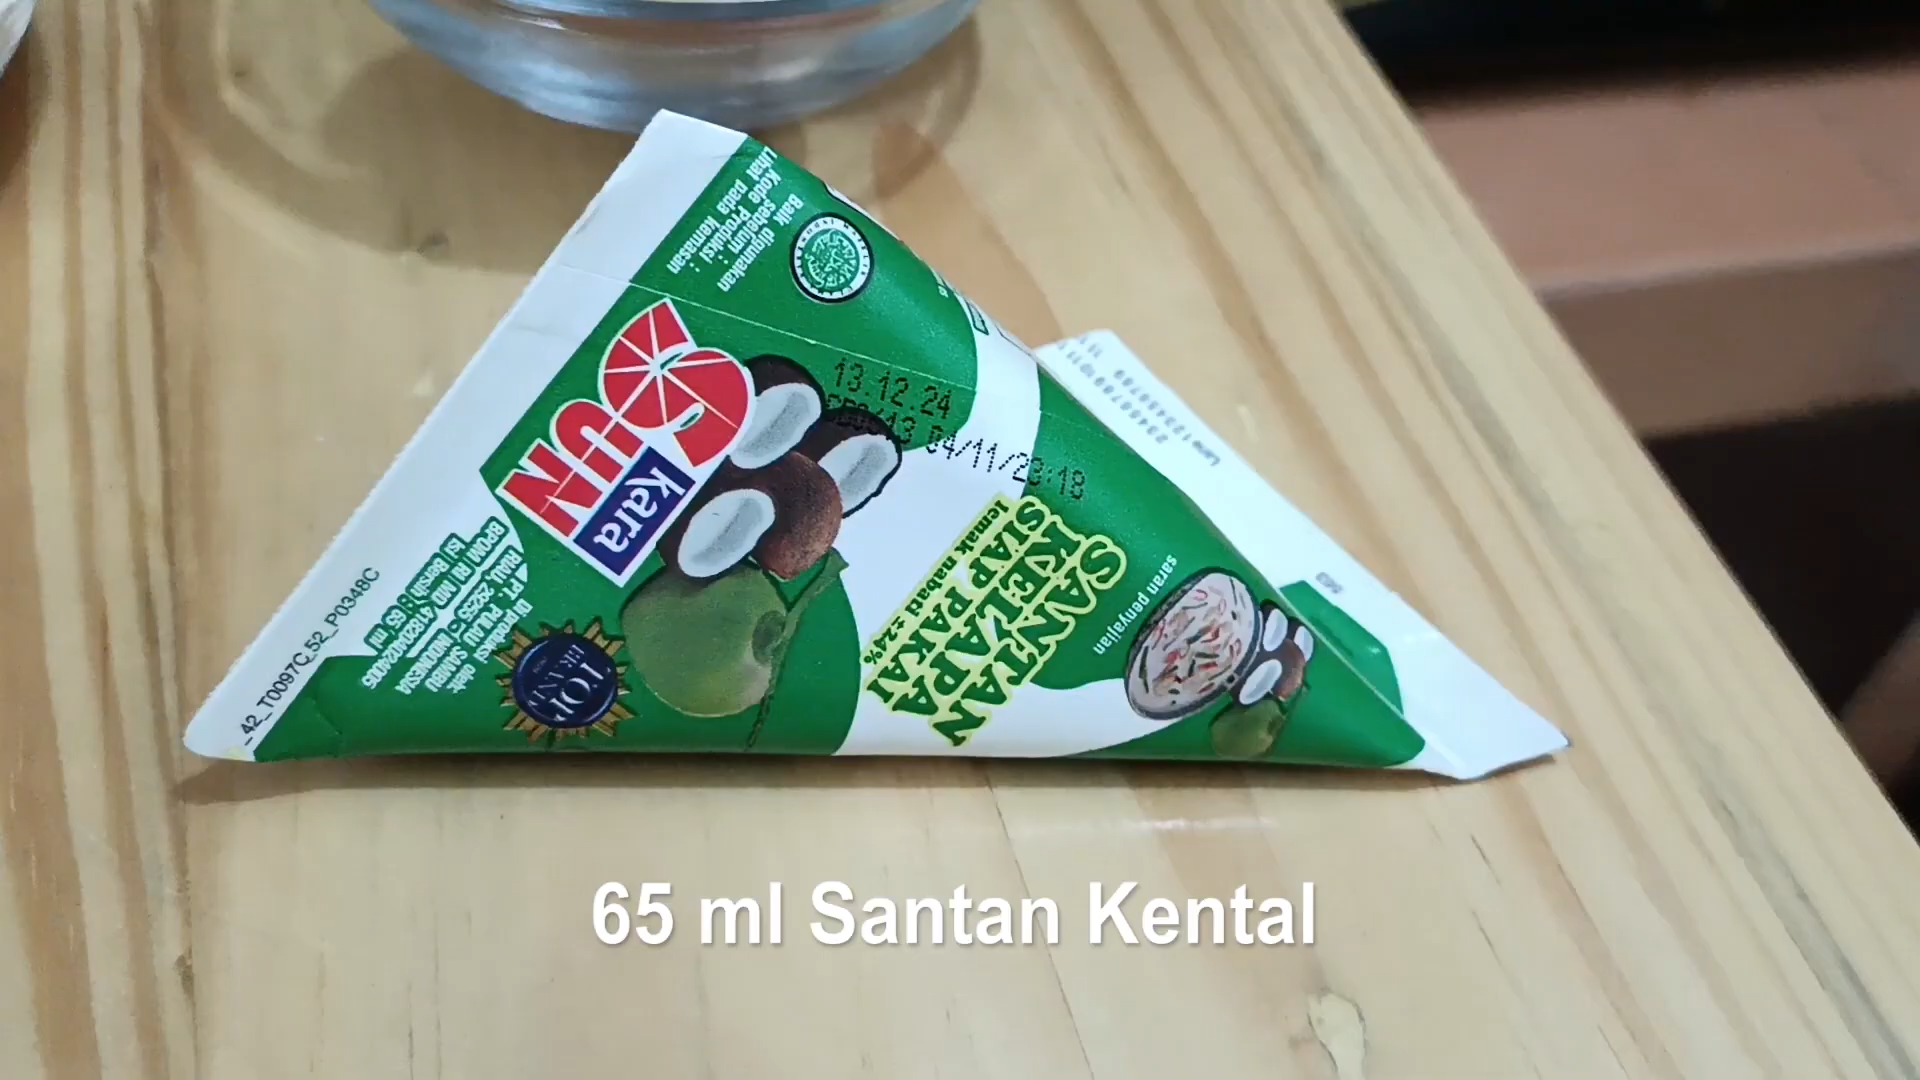 Lihat pada kemasan
Kode Produksi :
sebelum :
Baik digunakan
SUN
kara
13.12.24
04/11/23:18
SANTAN
KELAPA
SIAP PAKAI
lemak nabati ±24%
saran penyajian
Diproduksi oleh:
PT. PULAU SAMBU
RIAU, 29255 - INDONESIA
BPOM RI MD
Isi Bersih : 65 ml
TOP
BRAND
_42_T0097C_52_P0348C
65 ml Santan Kental